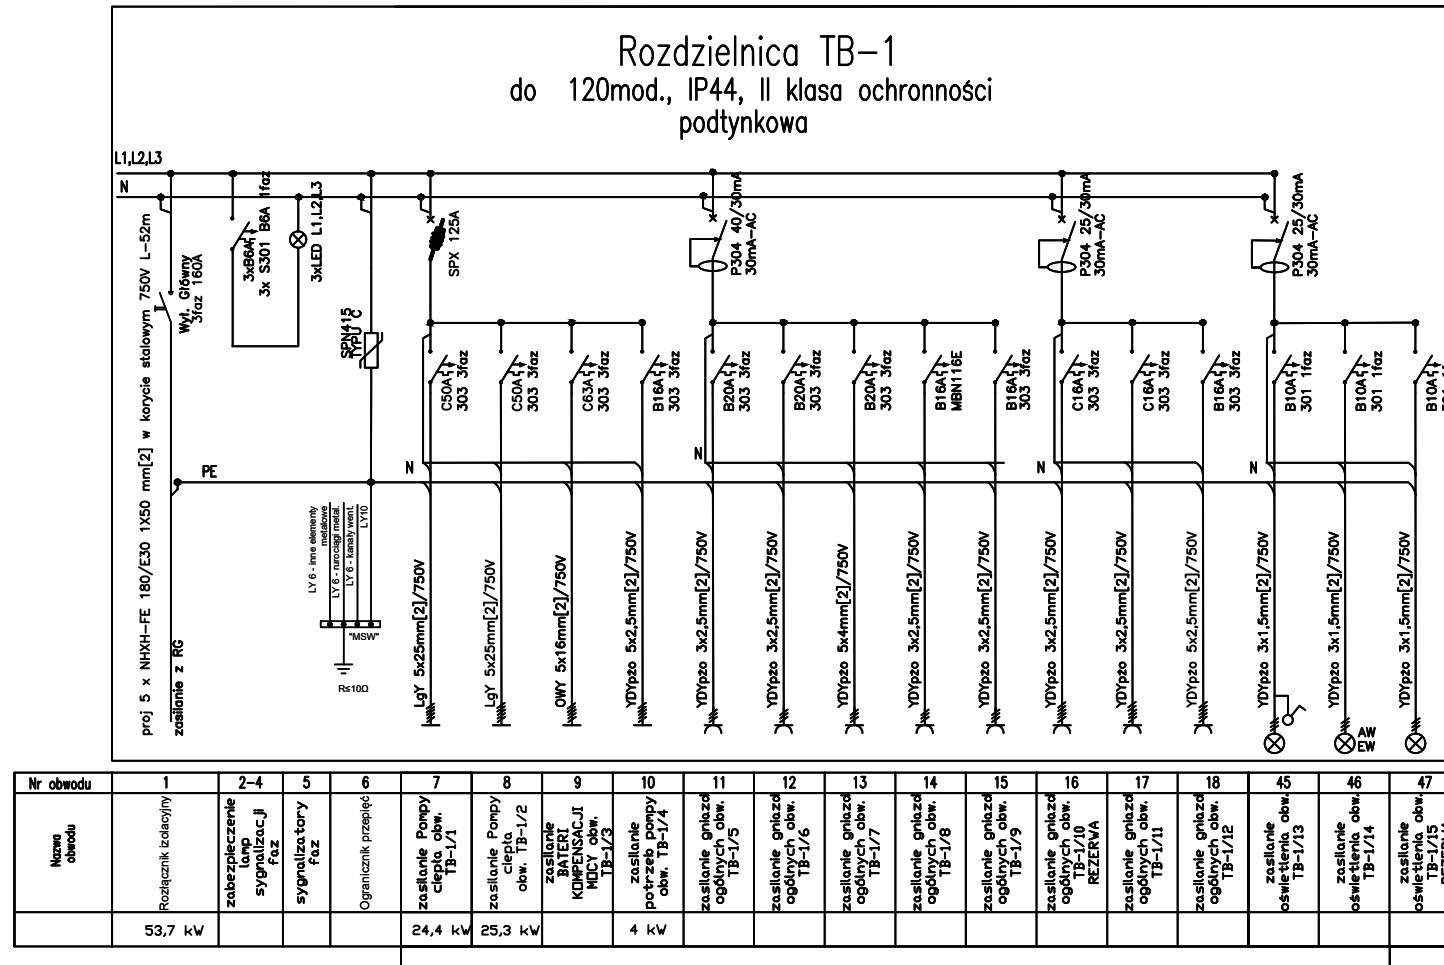 Rozdzielnica TB-1
do 120mod., IP44, II klasa ochronności
podtynkowa
L1,L2,L3
N
proj 5 x NHXH-FE 180/E30 1X50 mm[2] w korycie stalowym 750V L-52m
zasilanie z RG
Wył. Główny
3faz 160A
3xB6A
3x S301 B6A 1faz
3xLED L1,L2,L3
SPN415
TYPU C
SPX 125A
P304 40/30mA
30mA-AC
P304 25/30mA
30mA-AC
P304 25/30mA
30mA-AC
C50A
303 3faz
C50A
303 3faz
C63A
303 3faz
B16A
303 3faz
B20A
303 3faz
B20A
303 3faz
B20A
303 3faz
B16A
MBN116E
B16A
303 3faz
C16A
303 3faz
C16A
303 3faz
B16A
303 3faz
B10A
301 1faz
B10A
301 1faz
B10A
PE
N
N
N
N
LY 6 - inne elementy
metalowe
LY 6 - rurociągi metal.
LY 6 - kanały went.
LY10
"MSW"
R≤10Ω
LgY 5x25mm[2]/750V
LgY 5x25mm[2]/750V
OWY 5x16mm[2]/750V
YDYpżo 5x2,5mm[2]/750V
YDYpżo 3x2,5mm[2]/750V
YDYpżo 3x2,5mm[2]/750V
YDYpżo 5x4mm[2]/750V
YDYpżo 3x2,5mm[2]/750V
YDYpżo 3x2,5mm[2]/750V
YDYpżo 3x2,5mm[2]/750V
YDYpżo 3x2,5mm[2]/750V
YDYpżo 5x2,5mm[2]/750V
YDYpżo 3x1,5mm[2]/750V
YDYpżo 3x1,5mm[2]/750V
YDYpżo 3x1,5mm[2]/750V
AW
EW
Nr obwodu 1 2-4 5 6 7 8 9 10 11 12 13 14 15 16 17 18 45 46 47
Nazwa
obwodu
Rozłącznik izolacyjny
zabezpieczenie
lamp
sygnalizacji
faz
sygnalizatory
faz
Ogranicznik przepięć
zasilanie Pompy
ciepła obw.
TB-1/1
zasilanie Pompy
ciepła
obw. TB-1/2
zasilanie
BATERI
KOMPENSACJI
MOCY obw.
TB-1/3
zasilanie
potrzeb pompy
obw. TB-1/4
zasilanie gniazd
ogólnych obw.
TB-1/5
zasilanie gniazd
ogólnych obw.
TB-1/6
zasilanie gniazd
ogólnych obw.
TB-1/7
zasilanie gniazd
ogólnych obw.
TB-1/8
zasilanie gniazd
ogólnych obw.
TB-1/9
zasilanie gniazd
ogólnych obw.
TB-1/10
REZERWA
zasilanie gniazd
ogólnych obw.
TB-1/11
zasilanie gniazd
ogólnych obw.
TB-1/12
zasilanie
oświetlenia obw.
TB-1/13
zasilanie
oświetlenia obw.
TB-1/14
zasilanie
oświetlenia obw.
TB-1/15
53,7 kW 24,4 kW 25,3 kW 4 kW